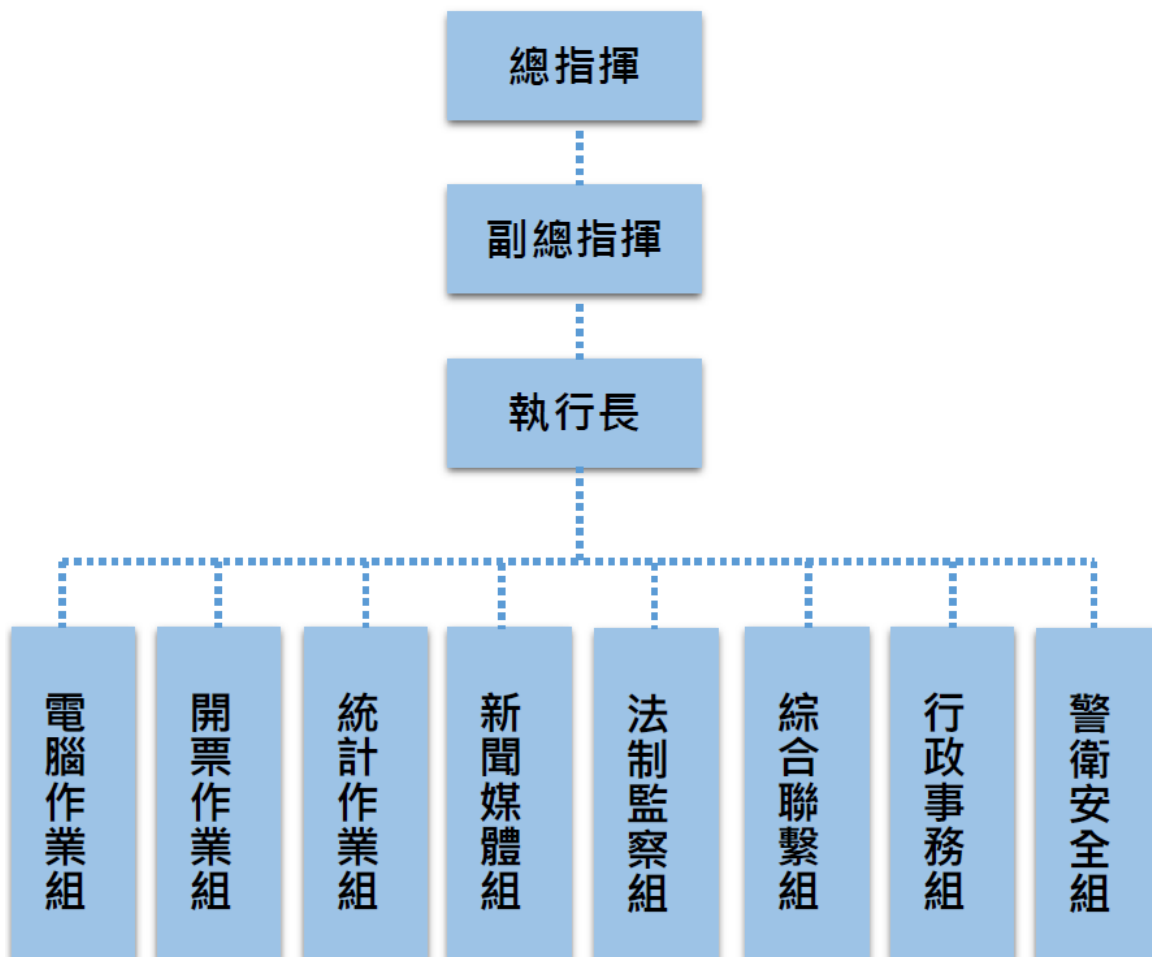 總指揮
副總指揮
執行長
電腦作業組
開票作業組
統計作業組
新聞媒體組
法制監察組
綜合聯繫組
行政事務組
警衛安全組